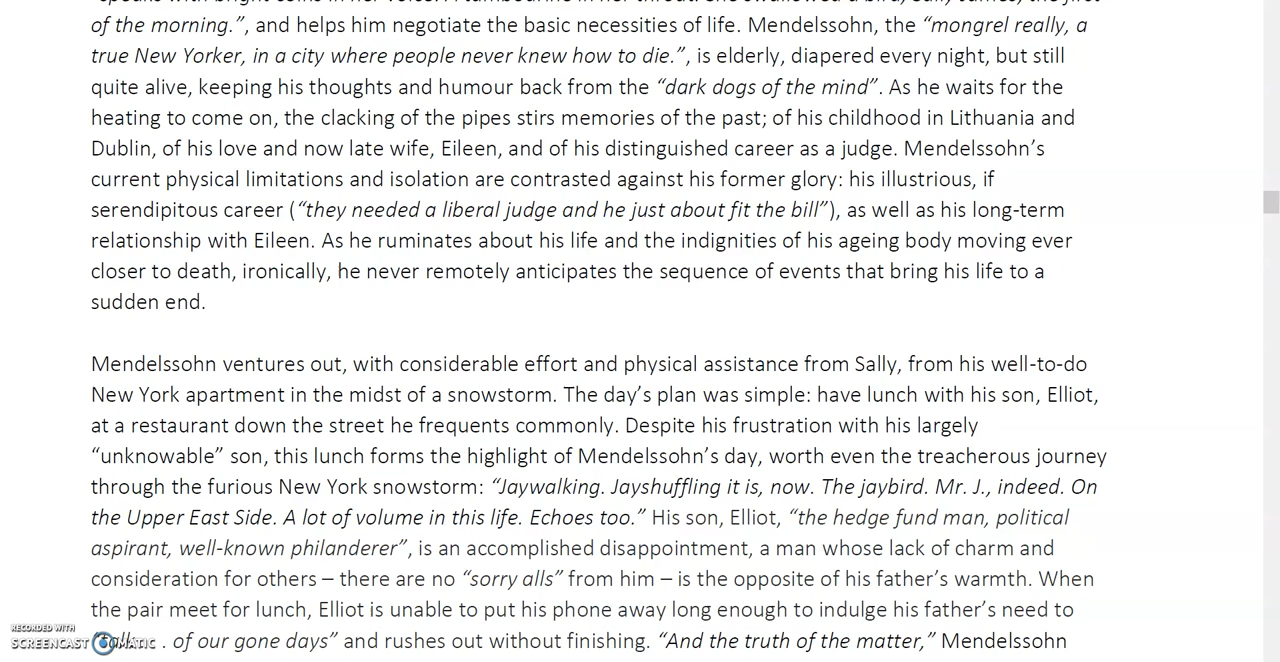 of the morning.”, and helps him negotiate the basic necessities of life. Mendelssohn, the “mongrel really, a
true New Yorker, in a city where people never knew how to die.”, is elderly, diapered every night, but still
quite alive, keeping his thoughts and humour back from the “dark dogs of the mind”. As he waits for the
heating to come on, the clacking of the pipes stirs memories of the past; of his childhood in Lithuania and
Dublin, of his love and now late wife, Eileen, and of his distinguished career as a judge. Mendelssohn’s
current physical limitations and isolation are contrasted against his former glory: his illustrious, if
serendipitous career (“they needed a liberal judge and he just about fit the bill”), as well as his long-term
relationship with Eileen. As he ruminates about his life and the indignities of his ageing body moving ever
closer to death, ironically, he never remotely anticipates the sequence of events that bring his life to a
sudden end.
Mendelssohn ventures out, with considerable effort and physical assistance from Sally, from his well-to-do
New York apartment in the midst of a snowstorm. The day’s plan was simple: have lunch with his son, Elliot,
at a restaurant down the street he frequents commonly. Despite his frustration with his largely
“unknowable” son, this lunch forms the highlight of Mendelssohn’s day, worth even the treacherous journey
through the furious New York snowstorm: “Jaywalking. Jayshuffling it is, now. The jaybird. Mr. J., indeed. On
the Upper East Side. A lot of volume in this life. Echoes too.” His son, Elliot, “the hedge fund man, political
aspirant, well-known philanderer”, is an accomplished disappointment, a man whose lack of charm and
consideration for others – there are no “sorry alls” from him – is the opposite of his father’s warmth. When
the pair meet for lunch, Elliot is unable to put his phone away long enough to indulge his father’s need to
. of our gone days” and rushes out without finishing. “And the truth of the matter,” Mendelssohn
RECORDED WITH
SCREENCAST MATIC